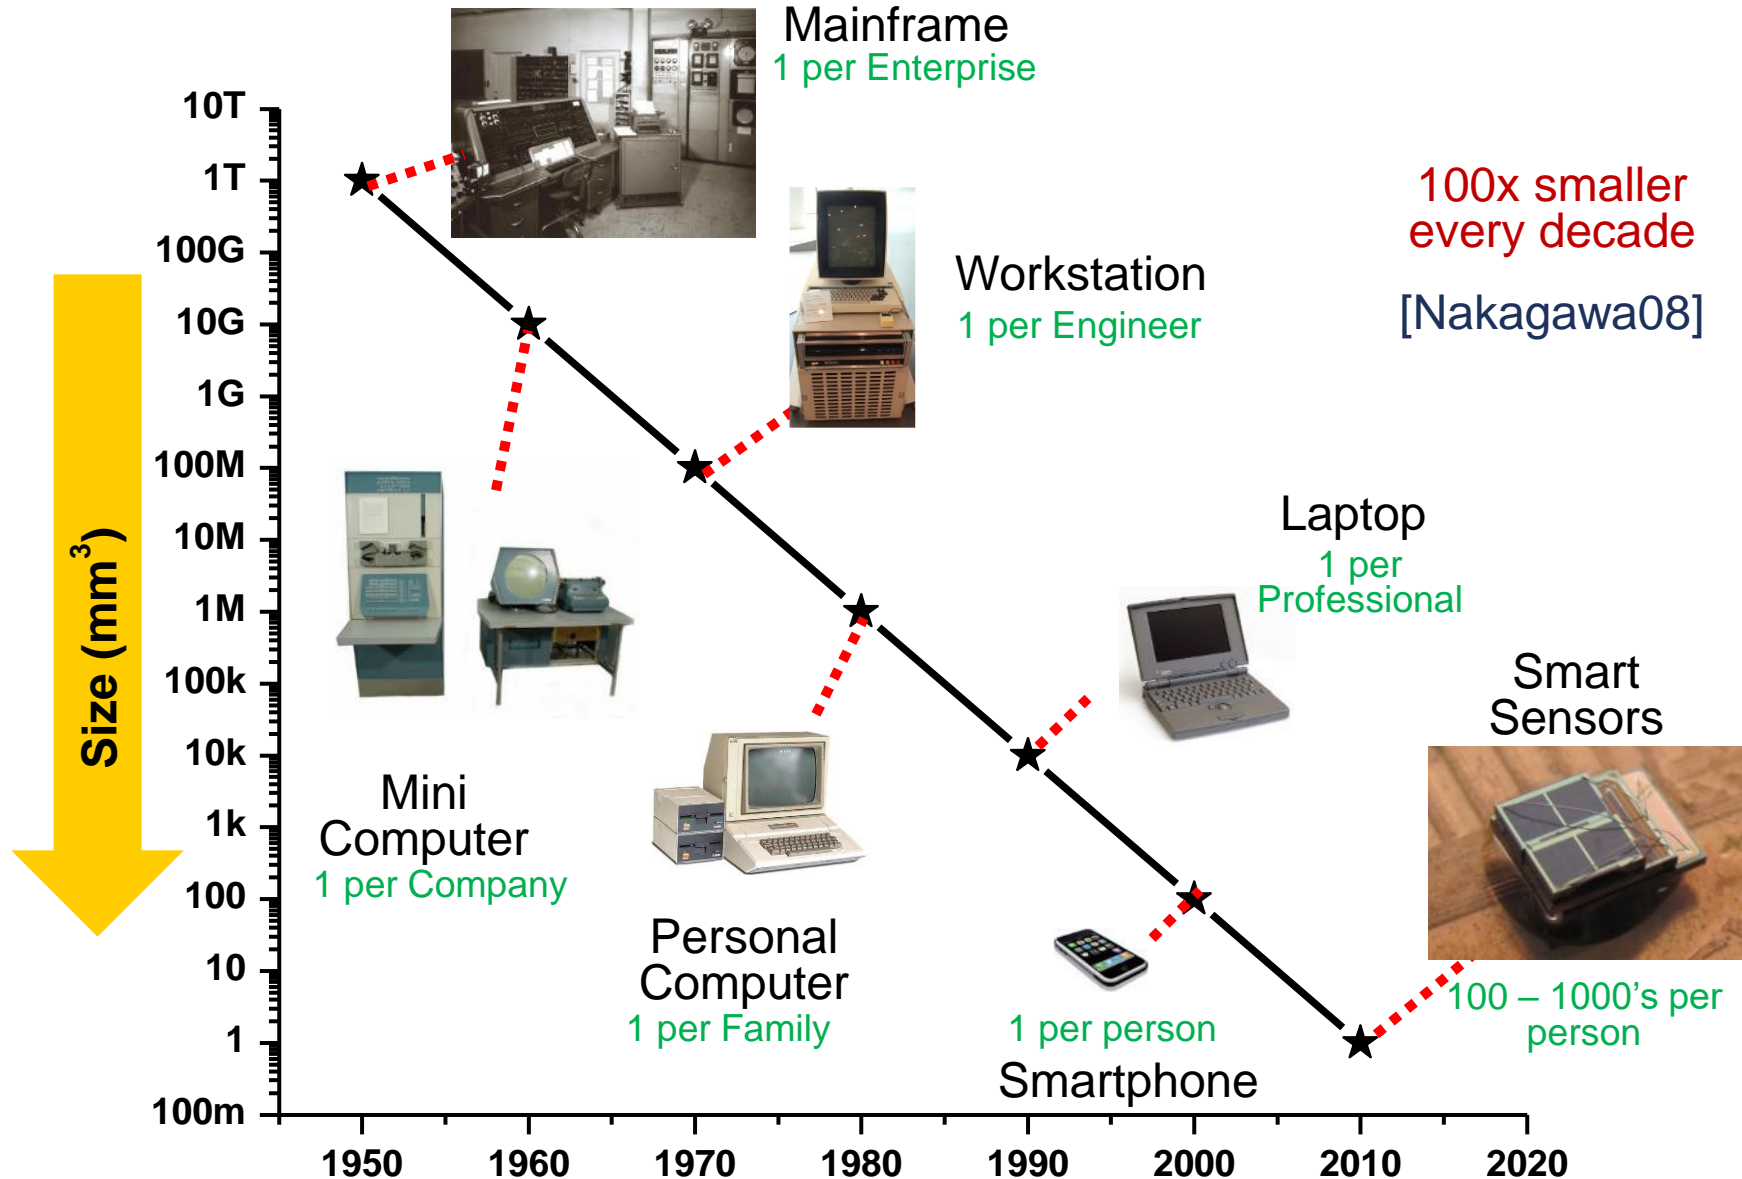 Mainframe
1 per Enterprise
10T
1T
100G
10G
1G
100M
10M
1M
100k
10k
1k
100
10
1
100m
Size (mm³)
100x smaller
every decade
[Nakagawa08]
Workstation
1 per Engineer
Laptop
1 per
Professional
Smart
Sensors
100 – 1000’s per
person
Mini
Computer
1 per Company
Personal
Computer
1 per Family
1 per person
Smartphone
1950
1960
1970
1980
1990
2000
2010
2020